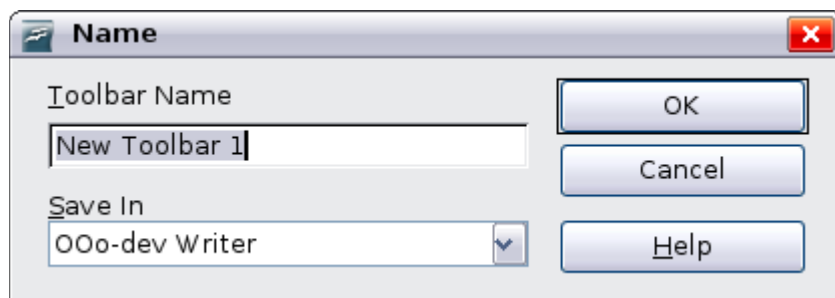 Name
Toolbar Name
New Toolbar 1
Save In
OOo-dev Writer
OK
Cancel
Help